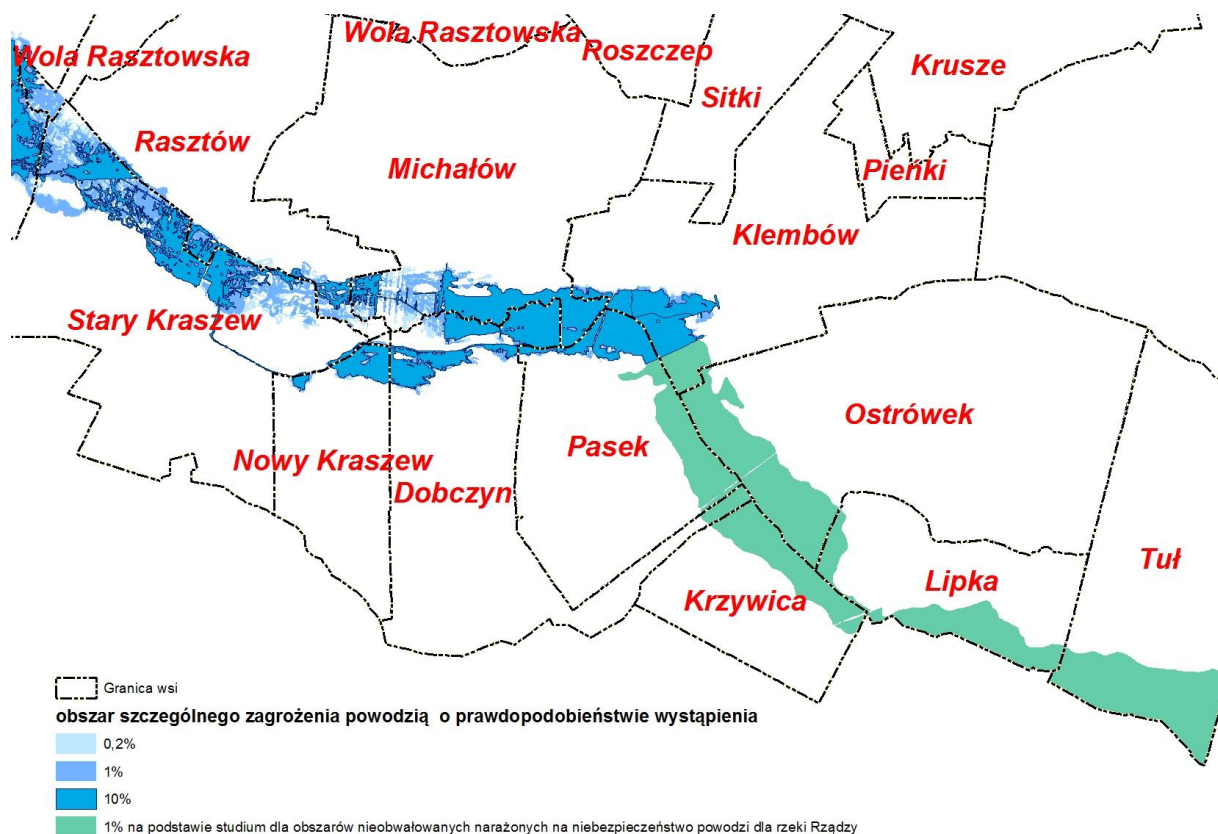 Wola Rasztowska
Wola Rasztowska
Roszczep
Krusze
Sitki
Rasztów
Michałów
Pieńki
Klembów
Stary Kraszew
Ostrówek
Pasek
Nowy Kraszew
Dobczyn
Tuł
Lipka
Krzywica
Granica wsi
obszar szczególnego zagrożenia powodzią o prawdopodobieństwie wystąpienia
0,2%
1%
10%
1% na podstawie studium dla obszarów nieobwałowanych narażonych na niebezpieczeństwo powodzi dla rzeki Rządzy